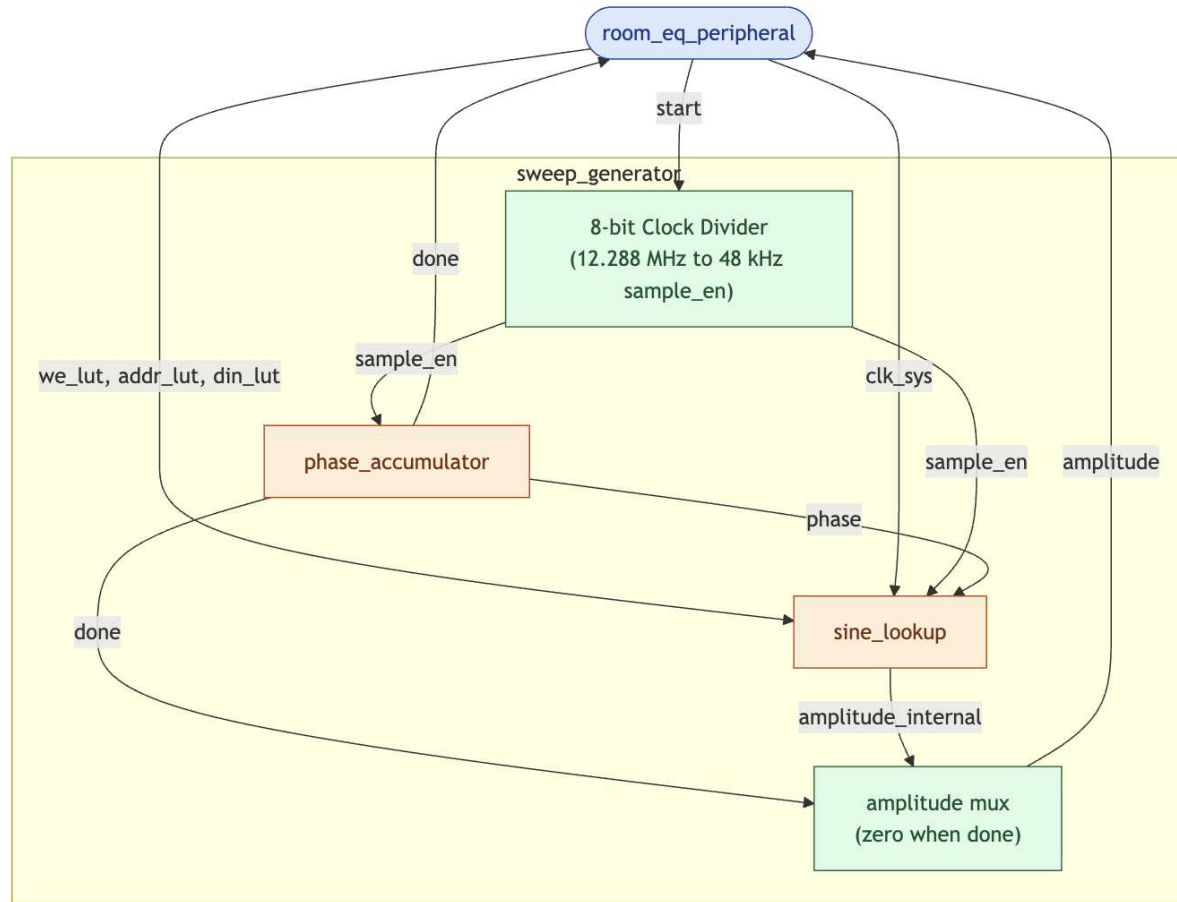 room_eq_peripheral
start
sweep_generator
8-bit Clock Divider
(12.288 MHz to 48 kHz
sample_en)
done
sample_en
we_lut, addr_lut, din_lut
clk_sys
phase_accumulator
sample_en
amplitude
phase
done
sine_lookup
amplitude_internal
amplitude mux
(zero when done)